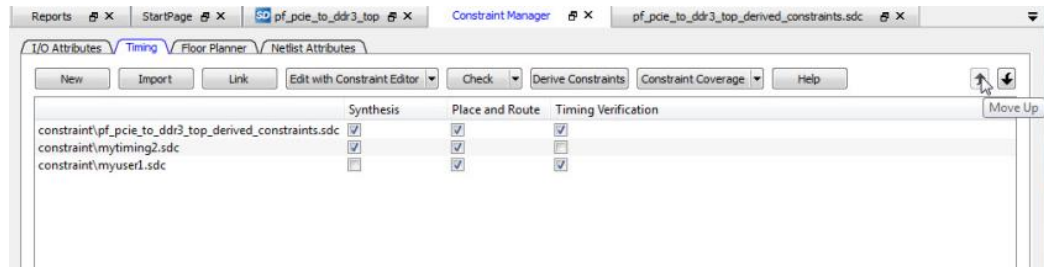 Reports StartPage SD pf_pcie_to_ddr3_top Constraint Manager pf_pcie_to_ddr3_top_derived_constraints.sdc
I/O Attributes Timing Floor Planner Netlist Attributes
New Import Link Edit with Constraint Editor Check Derive Constraints Constraint Coverage Help
Move Up
Synthesis Place and Route Timing Verification
constraint\pf_pcie_to_ddr3_top_derived_constraints.sdc
constraint\mytiming2.sdc
constraint\myuser1.sdc